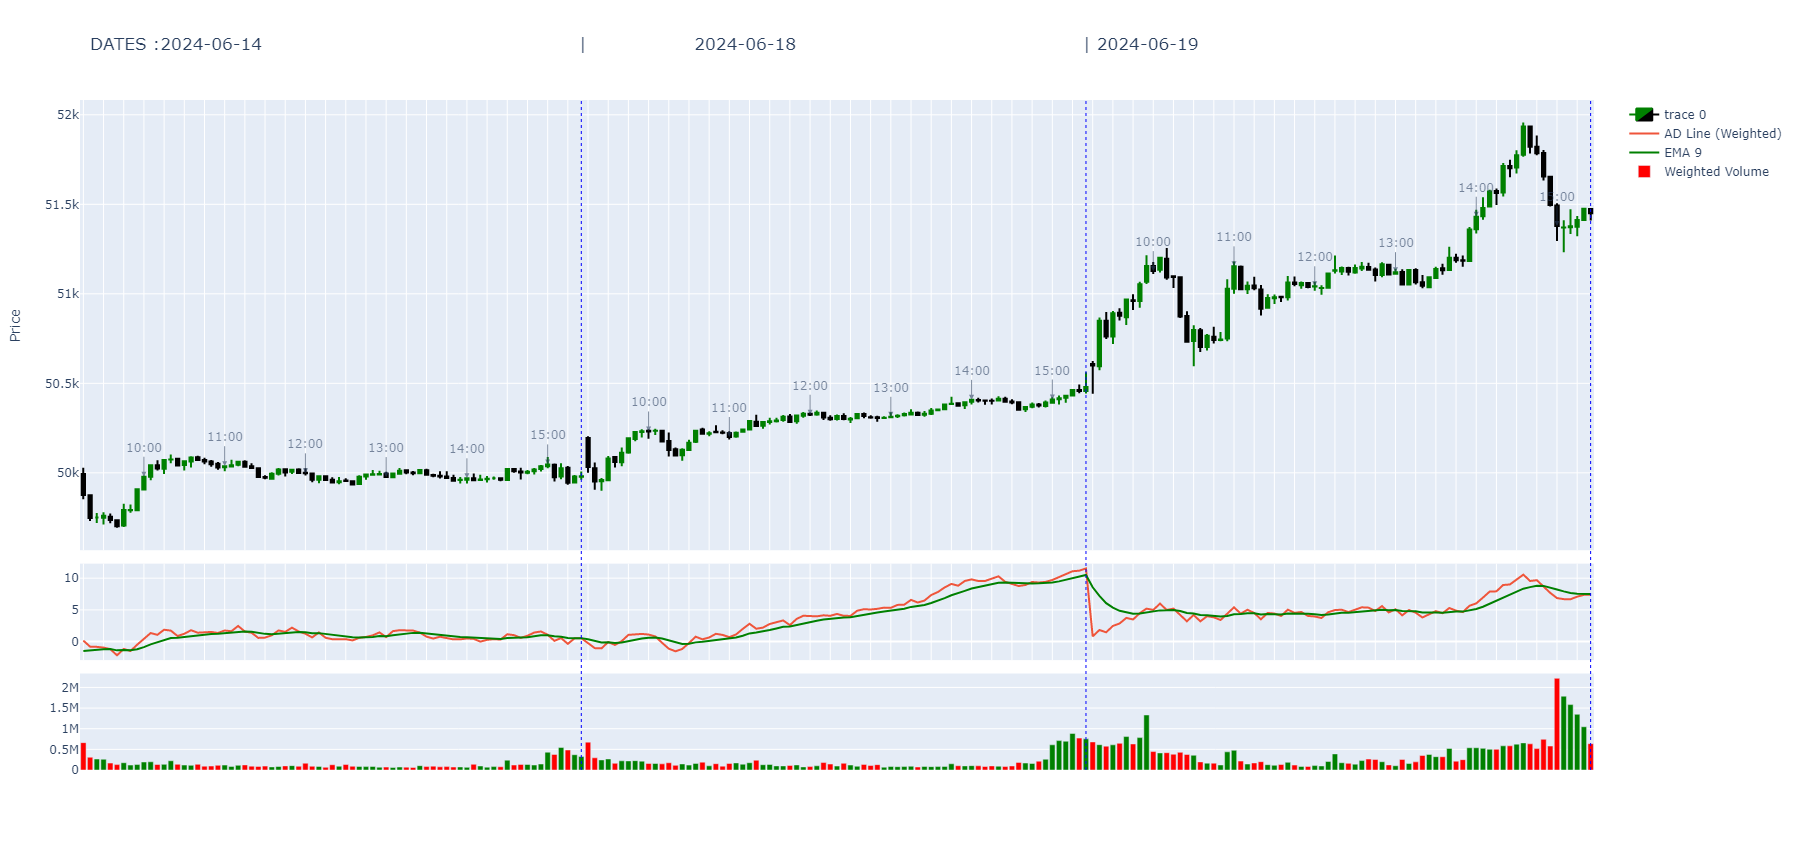 DATES :2024-06-14 | 2024-06-18 | 2024-06-19
52k
51.5k
51k
50.5k
50k
Price
10:00
11:00
12:00
13:00
14:00
15:00
10:00
11:00
12:00
13:00
14:00
15:00
10:00
11:00
12:00
13:00
14:00
15:00
trace 0
AD Line (Weighted)
EMA 9
Weighted Volume
10
5
0
2M
1.5M
1M
0.5M
0